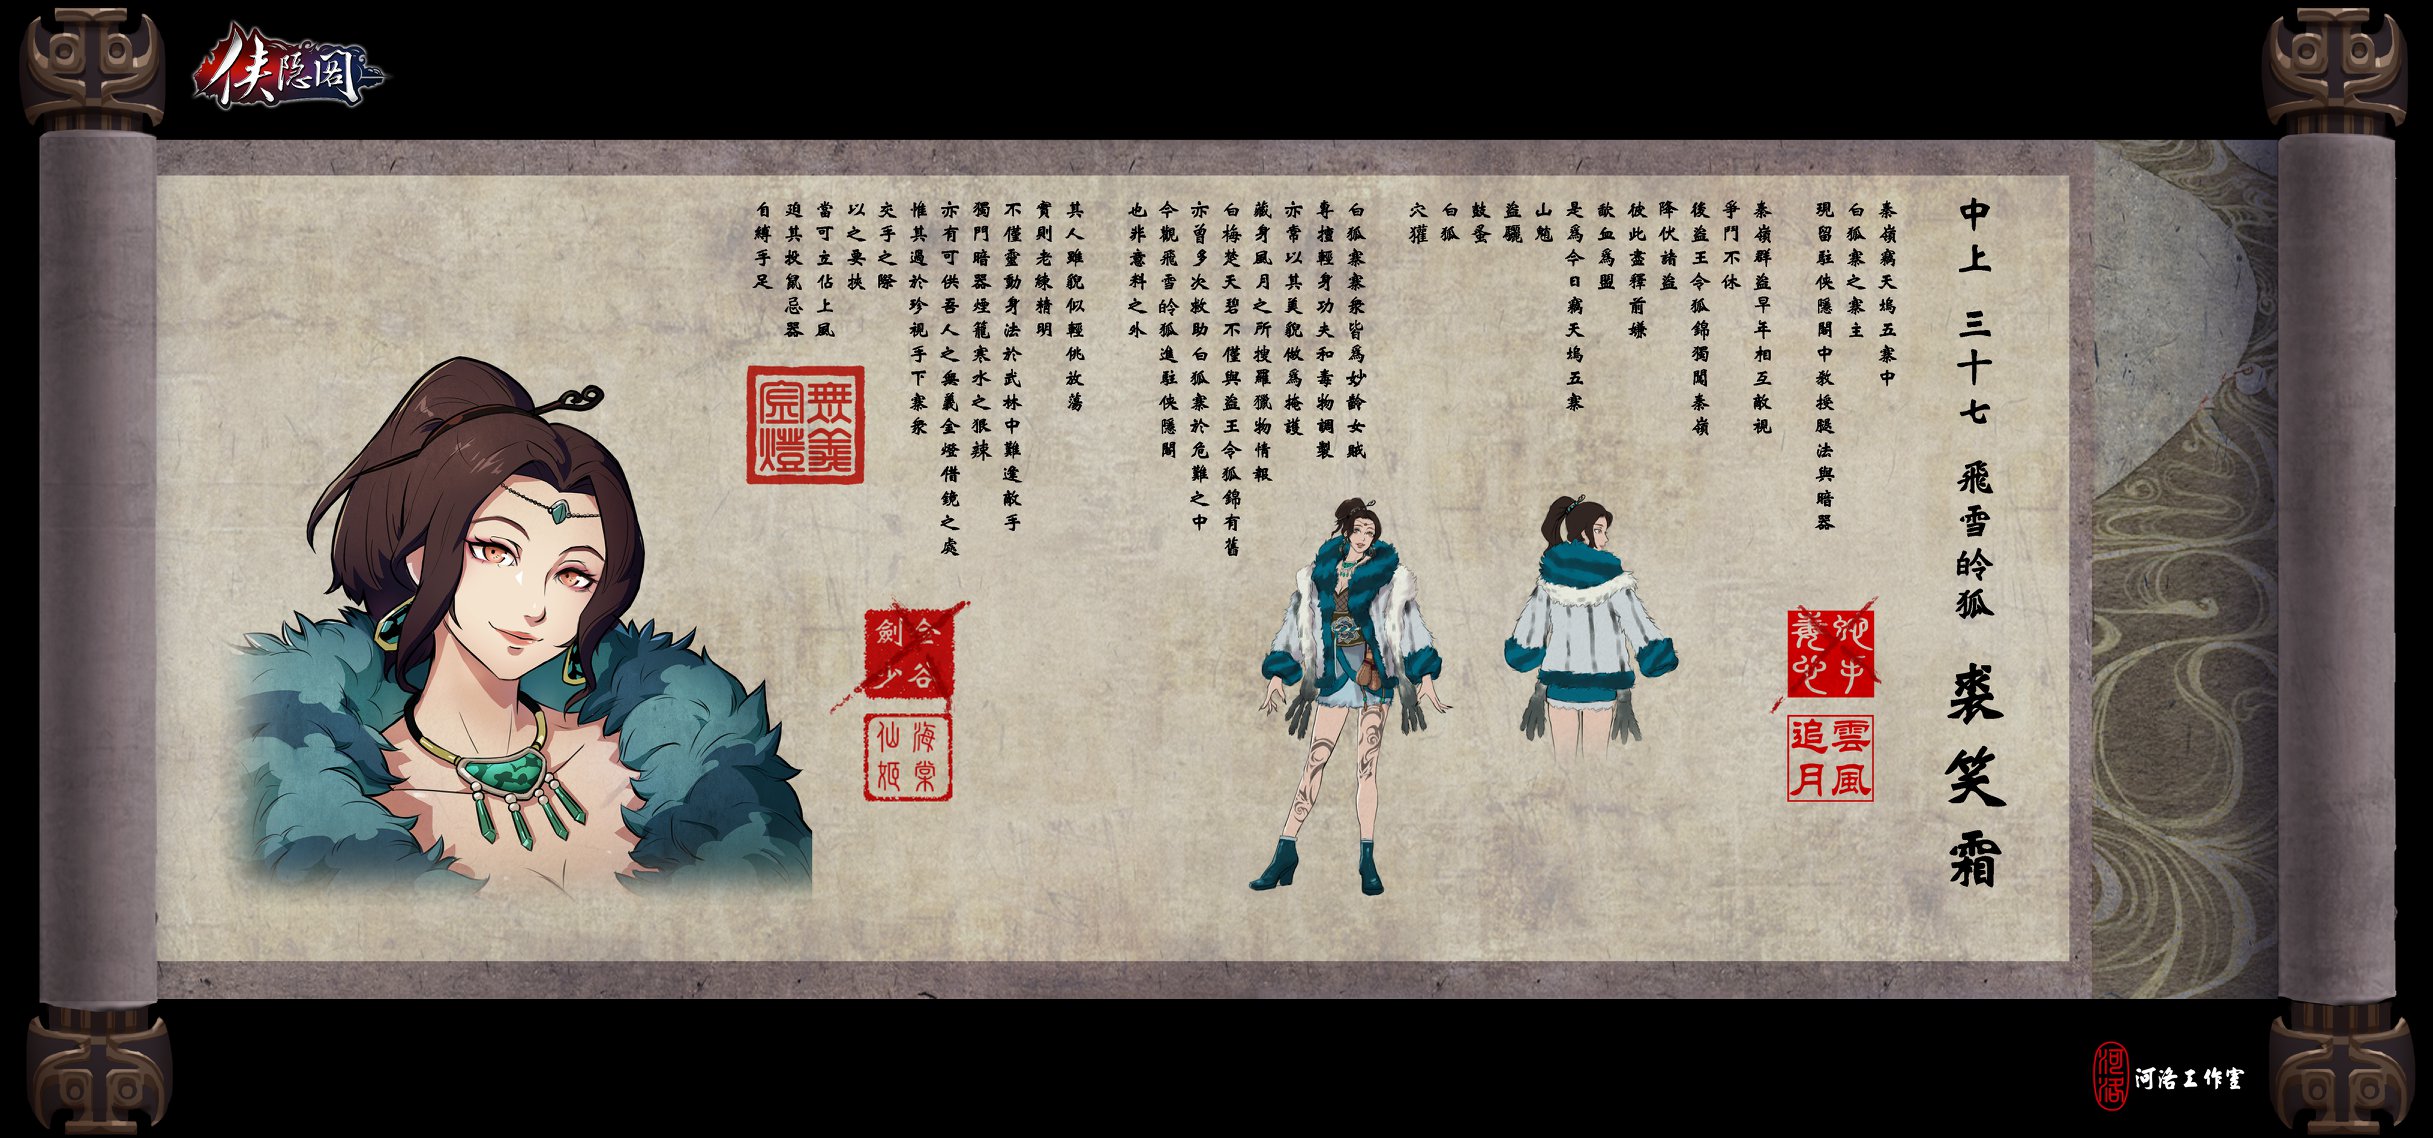 侠隐阁
中上 三十七 飛雪皊狐 裘笑霜
秦嶺竊天塢五寨中
白狐寨之寨主
現留駐俠隱閣中教授腿法與暗器
秦嶺群盜早年相互敵視
爭鬥不休
後盜王令狐錦獨闖秦嶺
降伏諸盜
彼此盡釋前嫌
歃血為盟
是為今日竊天塢五寨
山魈
盜驪
鼓蚤
白狐
穴獾
白狐寨寨衆皆為妙齡女賊
專擅輕身功夫和毒物調製
亦常以其美貌做為掩護
藏身風月之所搜羅獵物情報
白梅楚天碧不僅與盜王令狐錦有舊
亦曾多次救助白狐寨於危難之中
今觀飛雪皊狐進駐俠隱閣
也非意料之外
其人雖貌似輕佻放蕩
實則老練精明
不僅靈動身法於武林中難逢敵手
獨門暗器煙籠寒水之狠辣
亦有可供吾人之無義金燈借鏡之處
惟其過於珍視手下寨衆
交手之際
以之要挾
當可立佔上風
迫其投鼠忌器
自縛手足
雲風
追月
金谷
劍少
海棠
仙姬
河洛
河洛工作室